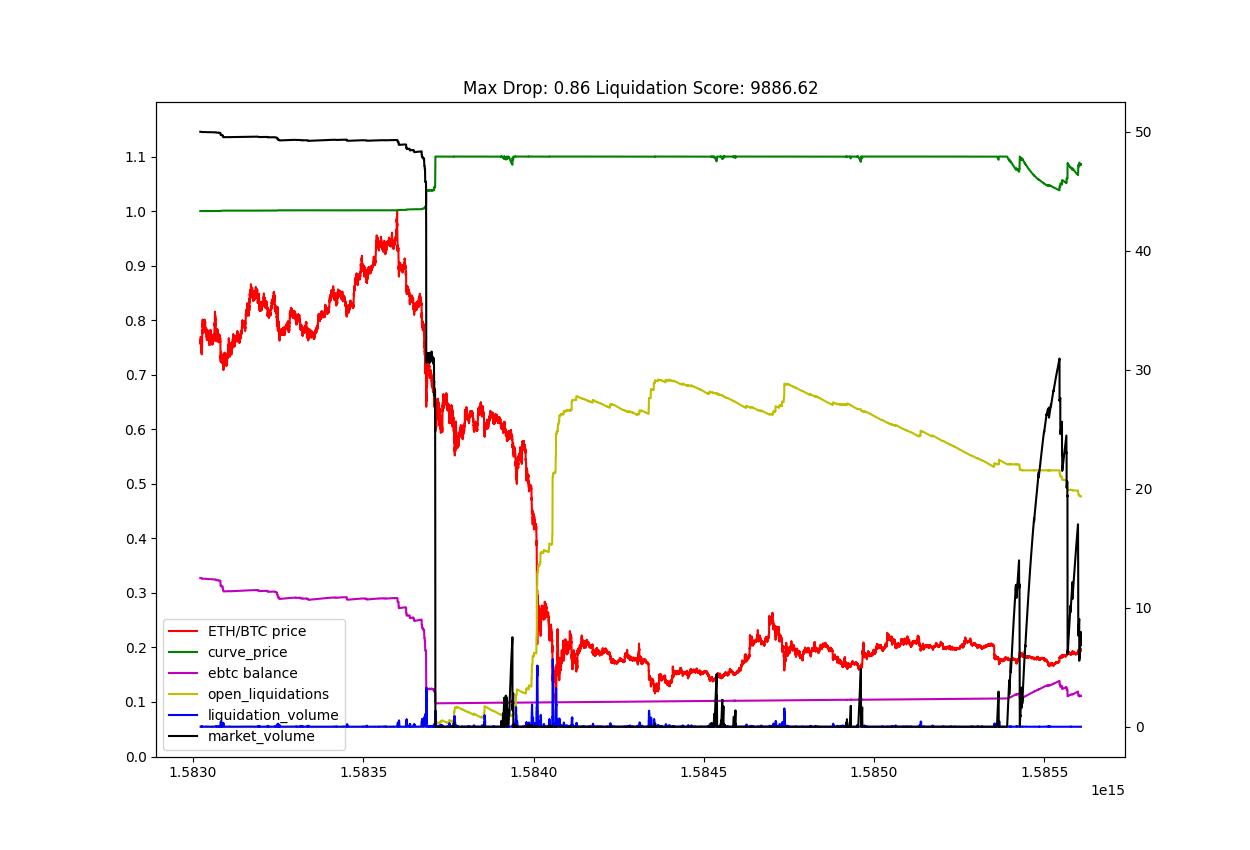 Max Drop: 0.86 Liquidation Score: 9886.62
1.1
1.0
0.9
0.8
0.7
0.6
0.5
0.4
0.3
0.2
0.1
0.0
50
40
30
20
10
0
ETH/BTC price
curve_price
ebtc balance
open_liquidations
liquidation_volume
market_volume
1.5830 1.5835 1.5840 1.5845 1.5850 1.5855
1e15